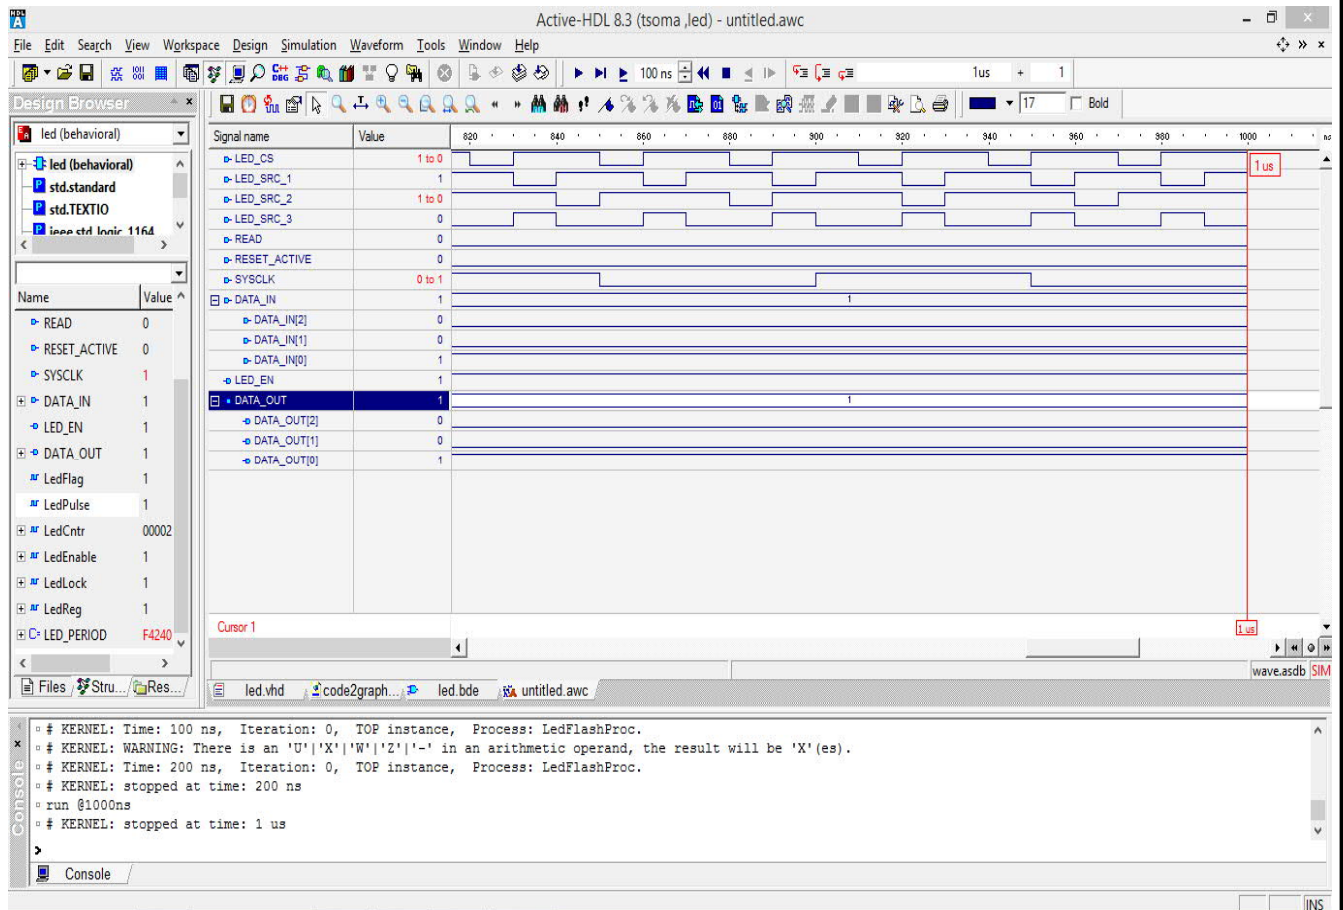 Active-HDL 8.3 (tsoma ,led) - untitled.awc
File Edit Search View Workspace Design Simulation Waveform Tools Window Help
100 ns 1us + 1
Design Browser
17 Bold
led (behavioral)
led (behavioral)
std.standard
std.TEXTIO
ieee.std_logic_1164
Name Value
READ 0
RESET_ACTIVE 0
SYSCLK 1
DATA_IN 1
LED_EN 1
DATA_OUT 1
LedFlag 1
LedPulse 1
LedCntr 00002
LedEnable 1
LedLock 1
LedReg 1
LED_PERIOD F4240
Files Stru... Res...
Signal name Value 820 840 860 880 900 920 940 960 980 1000 ns
LED_CS 1 to 0
1 us
LED_SRC_1 1
LED_SRC_2 1 to 0
LED_SRC_3 0
READ 0
RESET_ACTIVE 0
SYSCLK 0 to 1
DATA_IN 1 1
DATA_IN[2] 0
DATA_IN[1] 0
DATA_IN[0] 1
LED_EN 1
DATA_OUT 1 1
DATA_OUT[2] 0
DATA_OUT[1] 0
DATA_OUT[0] 1
Cursor 1 1 us
wave.asdb SIM
led.vhd code2graph... led.bde untitled.awc
# KERNEL: Time: 100 ns, Iteration: 0, TOP instance, Process: LedFlashProc.
# KERNEL: WARNING: There is an 'U'|'X'|'W'|'Z'|'-' in an arithmetic operand, the result will be 'X'(es).
# KERNEL: Time: 200 ns, Iteration: 0, TOP instance, Process: LedFlashProc.
# KERNEL: stopped at time: 200 ns
run @1000ns
# KERNEL: stopped at time: 1 us
>
Console
Console
INS